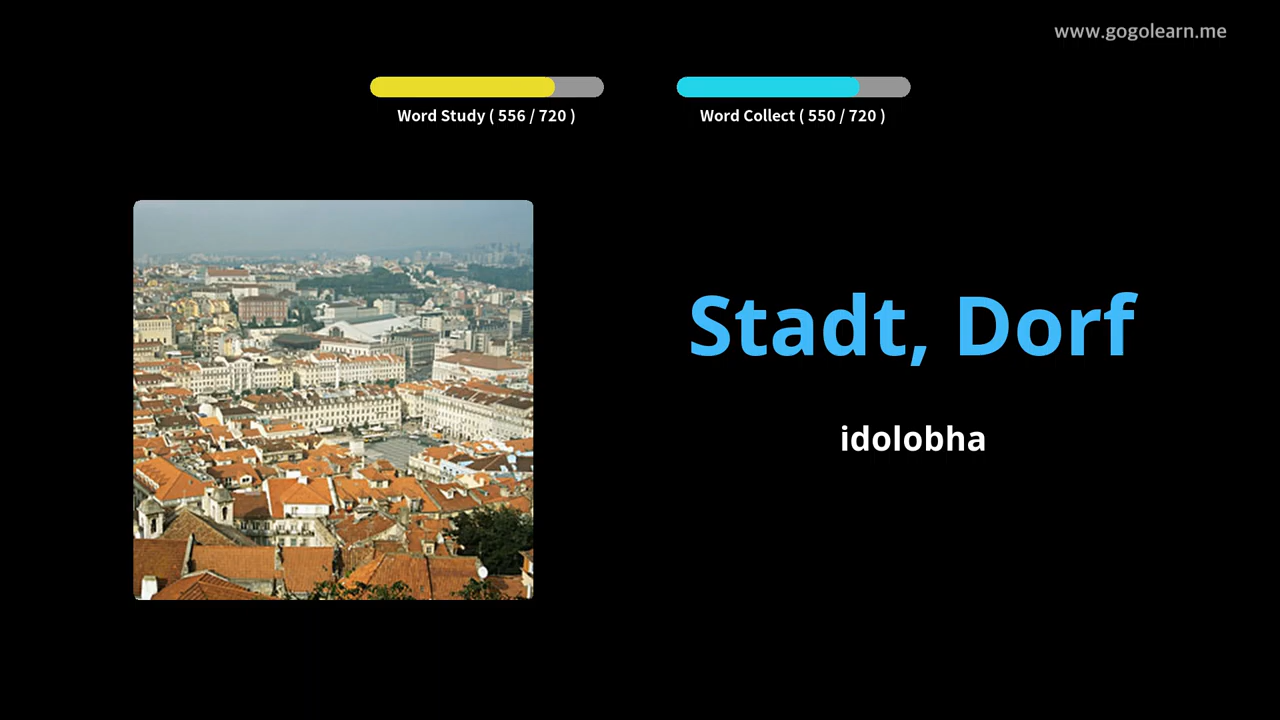 www.gogolearn.me
Word Study ( 556 / 720 )
Word Collect ( 550 / 720 )
Stadt, Dorf
idolobha